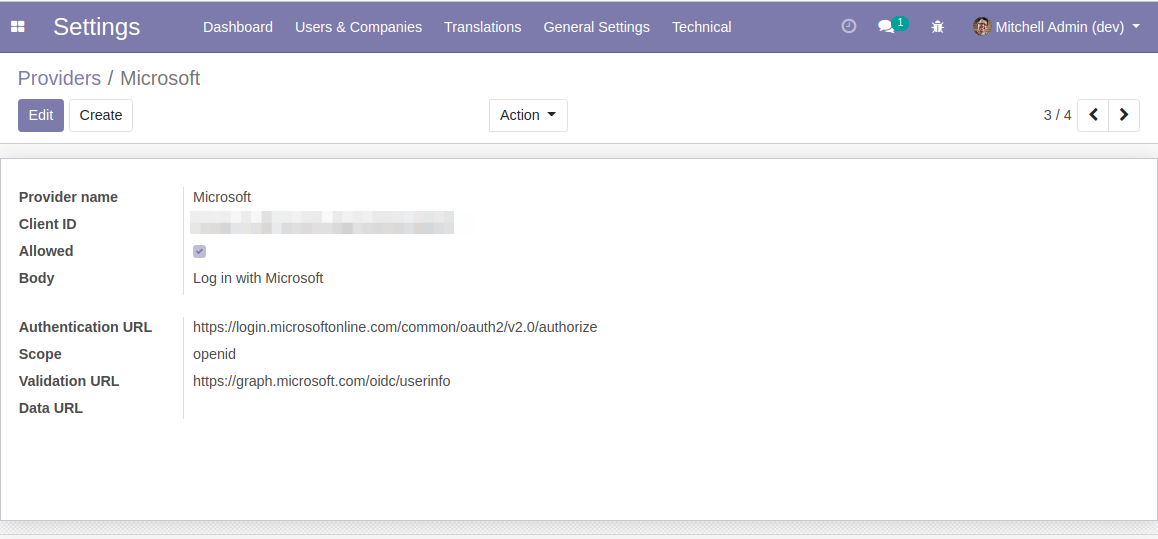 Settings Dashboard Users & Companies Translations General Settings Technical 1 Mitchell Admin (dev)
Providers / Microsoft
Edit Create Action 3 / 4
Provider name Microsoft
Client ID
Allowed
Body Log in with Microsoft
Authentication URL https://login.microsoftonline.com/common/oauth2/v2.0/authorize
Scope openid
Validation URL https://graph.microsoft.com/oidc/userinfo
Data URL